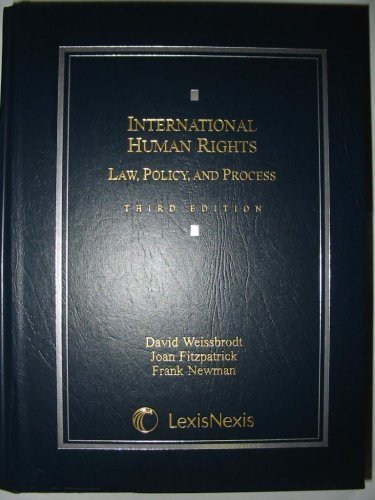 INTERNATIONAL
HUMAN RIGHTS
LAW, POLICY, AND PROCESS
THIRD EDITION
David Weissbrodt
Joan Fitzpatrick
Frank Newman
LexisNexis